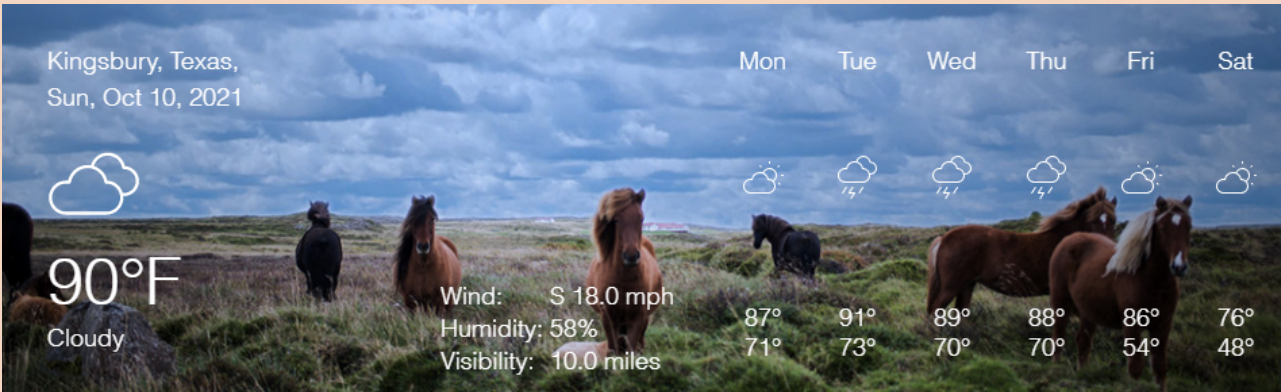 Kingsbury, Texas,
Sun, Oct 10, 2021
90°F
Cloudy
Wind: S 18.0 mph
Humidity: 58%
Visibility: 10.0 miles
Mon Tue Wed Thu Fri Sat
87° 91° 89° 88° 86° 76°
71° 73° 70° 70° 54° 48°